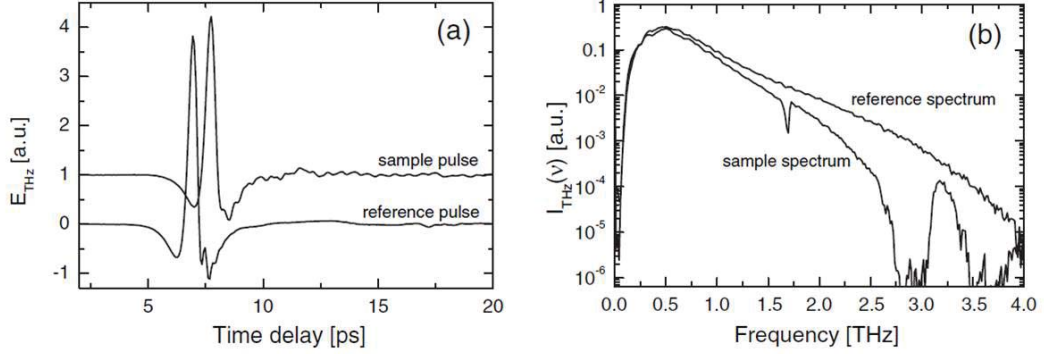 (a)
4
3
2
1
0
-1
E_THz [a.u.]
sample pulse
reference pulse
5
10
15
20
Time delay [ps]
(b)
1
0.1
10^-2
10^-3
10^-4
10^-5
10^-6
I_THz(ν) [a.u.]
reference spectrum
sample spectrum
0.0
0.5
1.0
1.5
2.0
2.5
3.0
3.5
4.0
Frequency [THz]